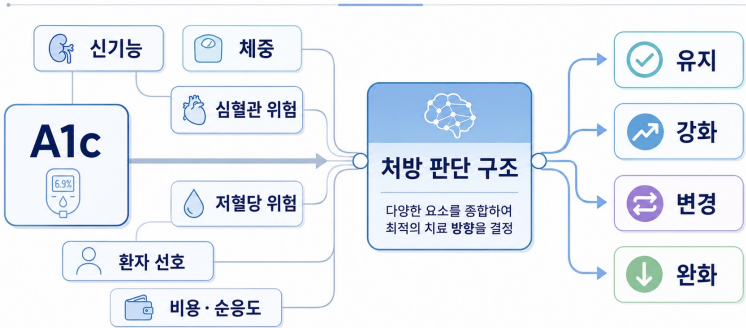 신기능
체중
심혈관 위험
A1c
6.9%
저혈당 위험
환자 선호
비용 · 순응도
처방 판단 구조
다양한 요소를 종합하여
최적의 치료 방향을 결정
유지
강화
변경
완화